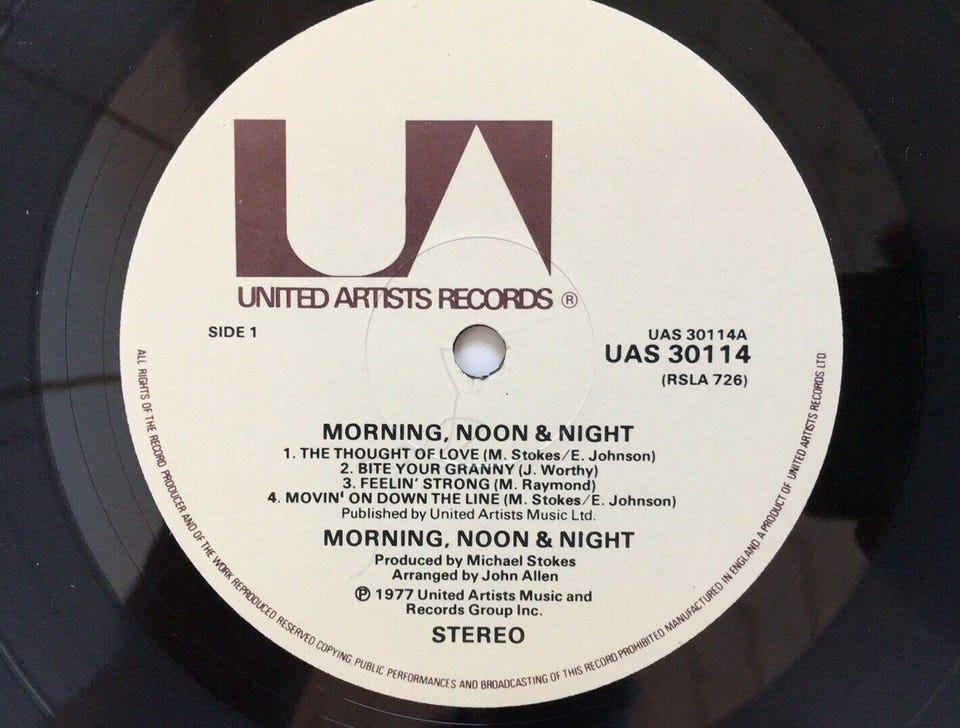 UA
UNITED ARTISTS RECORDS ®
SIDE 1
UAS 30114A
UAS 30114
(RSLA 726)
MORNING, NOON & NIGHT
1. THE THOUGHT OF LOVE (M. Stokes/E. Johnson)
2. BITE YOUR GRANNY (J. Worthy)
3. FEELIN' STRONG (M. Raymond)
4. MOVIN' ON DOWN THE LINE (M. Stokes/E. Johnson)
Published by United Artists Music Ltd.
MORNING, NOON & NIGHT
Produced by Michael Stokes
Arranged by John Allen
℗ 1977 United Artists Music and
Records Group Inc.
STEREO
ALL RIGHTS OF THE RECORD PRODUCER AND OF THE WORK REPRODUCED RESERVED COPYING, PUBLIC PERFORMANCES AND BROADCASTING OF THIS RECORD PROHIBITED MANUFACTURED IN ENGLAND A PRODUCT OF UNITED ARTISTS RECORDS LTD